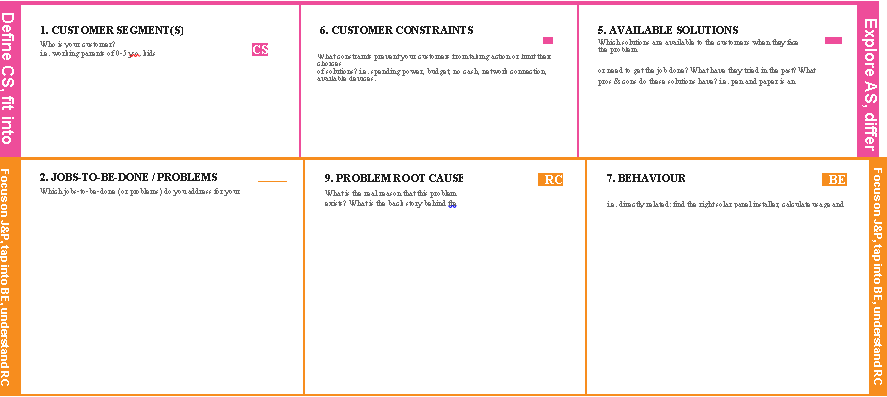 Define CS, fit into
1. CUSTOMER SEGMENT(S)
Who is your customer?
i.e. working parents of 0-5 y.o. kids
CS
6. CUSTOMER CONSTRAINTS
What constraints prevent your customers from taking action or limit their
choices
of solutions? i.e. spending power, budget, no cash, network connection,
available devices.
5. AVAILABLE SOLUTIONS
Which solutions are available to the customers when they face
the problem
or need to get the job done? What have they tried in the past? What
pros & cons do these solutions have? i.e. pen and paper is an
Explore AS, differ
Focus on J&P, tap into BE, understand RC
2. JOBS-TO-BE-DONE / PROBLEMS
Which jobs-to-be-done (or problems) do you address for your
9. PROBLEM ROOT CAUSE
RC
What is the real reason that this problem
exists? What is the back story behind the
7. BEHAVIOUR
BE
i.e. directly related: find the right solar panel installer, calculate usage and
Focus on J&P, tap into BE, understand RC